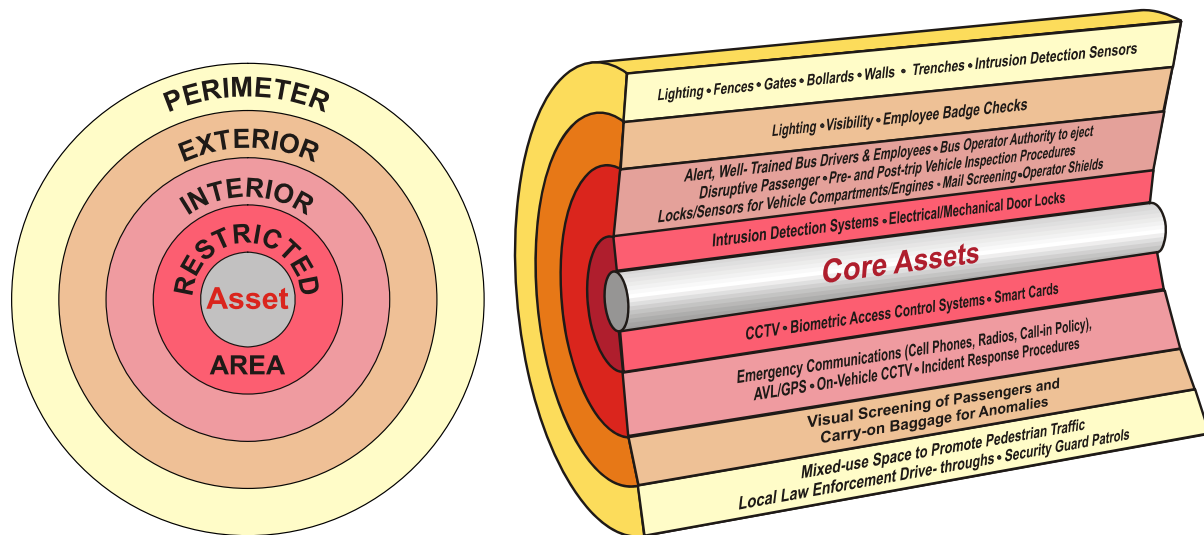 PERIMETER
EXTERIOR
INTERIOR
RESTRICTED
Asset
AREA
Lighting • Fences • Gates • Bollards • Walls • Trenches • Intrusion Detection Sensors
Lighting • Visibility • Employee Badge Checks
Alert, Well- Trained Bus Drivers & Employees • Bus Operator Authority to eject
Disruptive Passenger • Pre- and Post-trip Vehicle Inspection Procedures
Locks/Sensors for Vehicle Compartments/Engines • Mail Screening • Operator Shields
Intrusion Detection Systems • Electrical/Mechanical Door Locks
Core Assets
CCTV • Biometric Access Control Systems • Smart Cards
Emergency Communications (Cell Phones, Radios, Call-in Policy),
AVL/GPS • On-Vehicle CCTV • Incident Response Procedures
Visual Screening of Passengers and
Carry-on Baggage for Anomalies
Mixed-use Space to Promote Pedestrian Traffic
Local Law Enforcement Drive- throughs • Security Guard Patrols